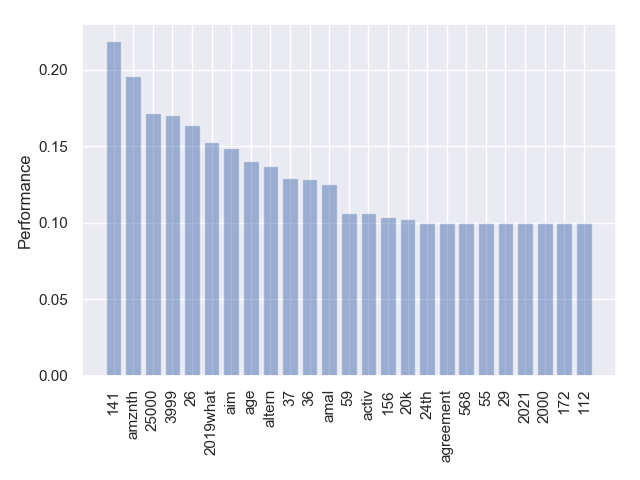 0.20
0.15
0.10
0.05
0.00
Performance
141
amznth
25000
3999
26
2019what
aim
age
altern
37
36
amal
59
activ
156
20k
24th
agreement
568
55
29
2021
2000
172
112